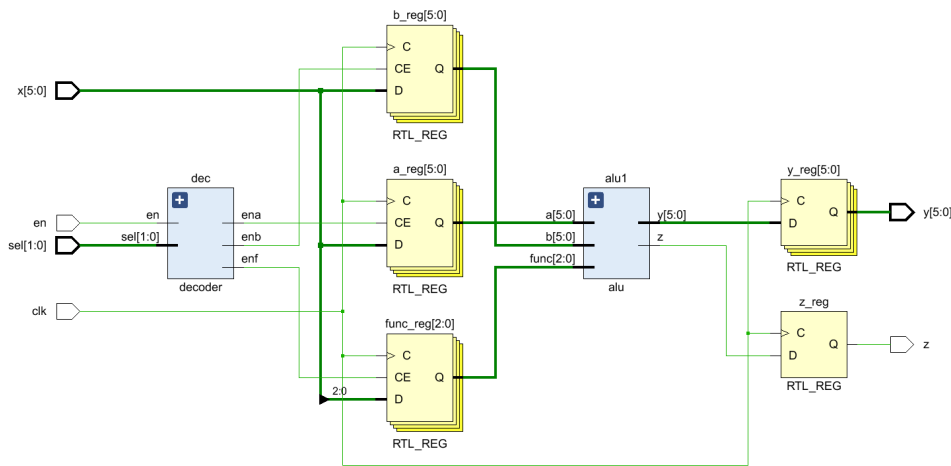 b_reg[5:0]
C
CE
Q
D
RTL_REG
x[5:0]
a_reg[5:0]
C
CE
Q
D
RTL_REG
dec
+
en
ena
sel[1:0]
enb
enf
decoder
en
sel[1:0]
clk
func_reg[2:0]
C
CE
Q
2:0
D
RTL_REG
alu1
+
a[5:0]
y[5:0]
b[5:0]
z
func[2:0]
alu
y_reg[5:0]
C
Q
D
RTL_REG
y[5:0]
z_reg
C
Q
D
RTL_REG
z